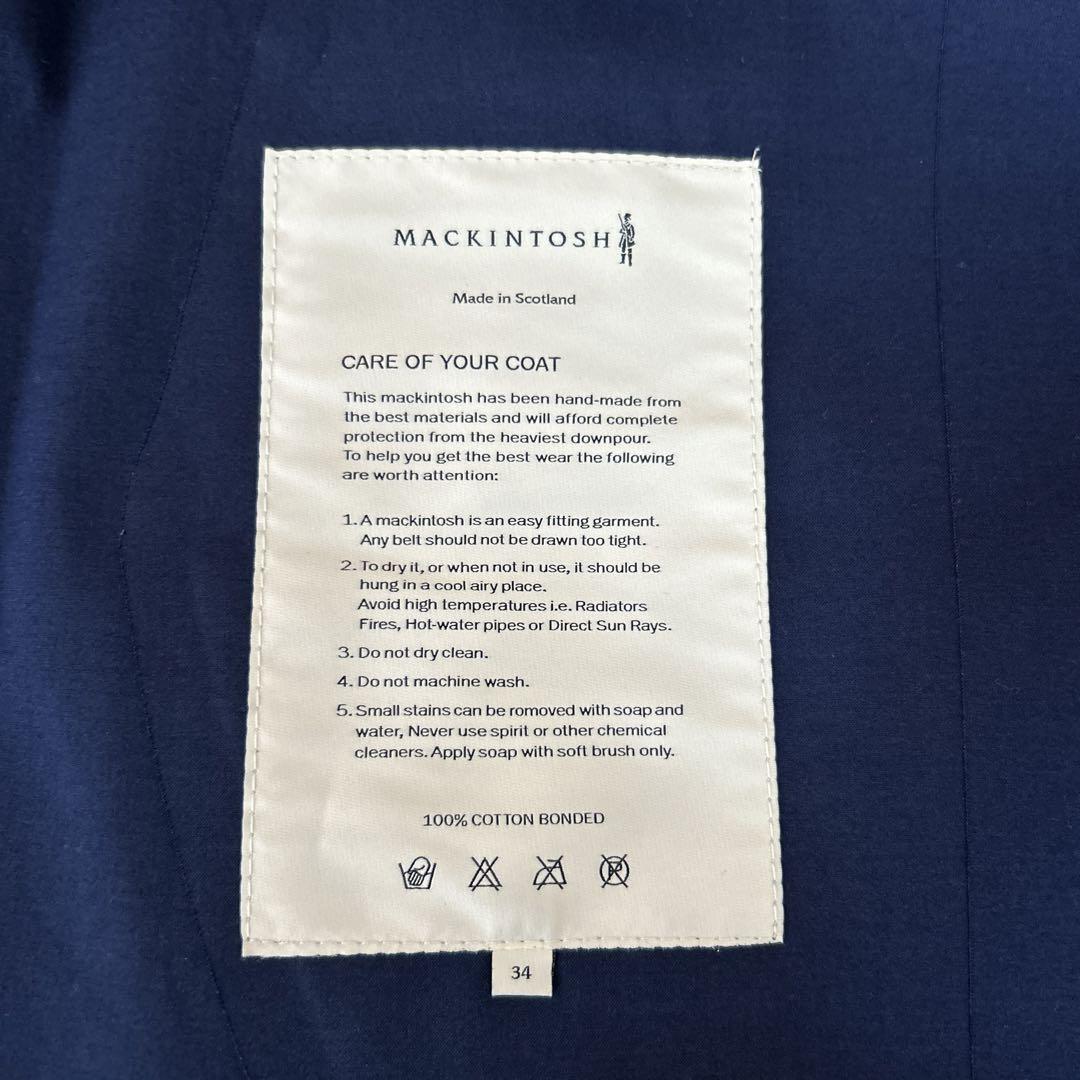 MACKINTOSH
Made in Scotland
CARE OF YOUR COAT
This mackintosh has been hand-made from
the best materials and will afford complete
protection from the heaviest downpour.
To help you get the best wear the following
are worth attention:
1. A mackintosh is an easy fitting garment.
Any belt should not be drawn too tight.
2. To dry it, or when not in use, it should be
hung in a cool airy place.
Avoid high temperatures i.e. Radiators
Fires, Hot-water pipes or Direct Sun Rays.
3. Do not dry clean.
4. Do not machine wash.
5. Small stains can be romoved with soap and
water, Never use spirit or other chemical
cleaners. Apply soap with soft brush only.
100% COTTON BONDED
P
34